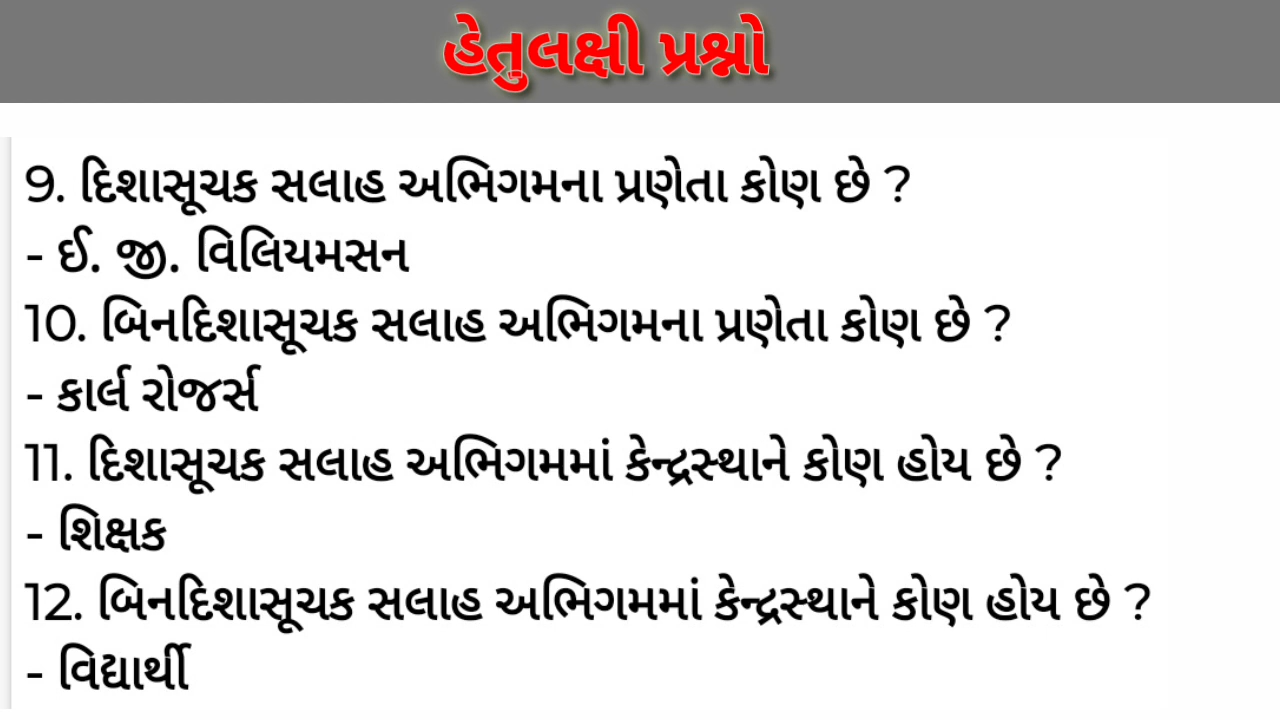 હેતુલક્ષી પ્રશ્નો
9. દિશાસૂચક સલાહ અભિગમના પ્રણેતા કોણ છે ?
- ઈ. જી. વિલિયમસન
10. બિનદિશાસૂચક સલાહ અભિગમના પ્રણેતા કોણ છે ?
- કાર્લ રોજર્સ
11. દિશાસૂચક સલાહ અભિગમમાં કેન્દ્રસ્થાને કોણ હોય છે ?
- શિક્ષક
12. બિનદિશાસૂચક સલાહ અભિગમમાં કેન્દ્રસ્થાને કોણ હોય છે ?
- વિદ્યાર્થી